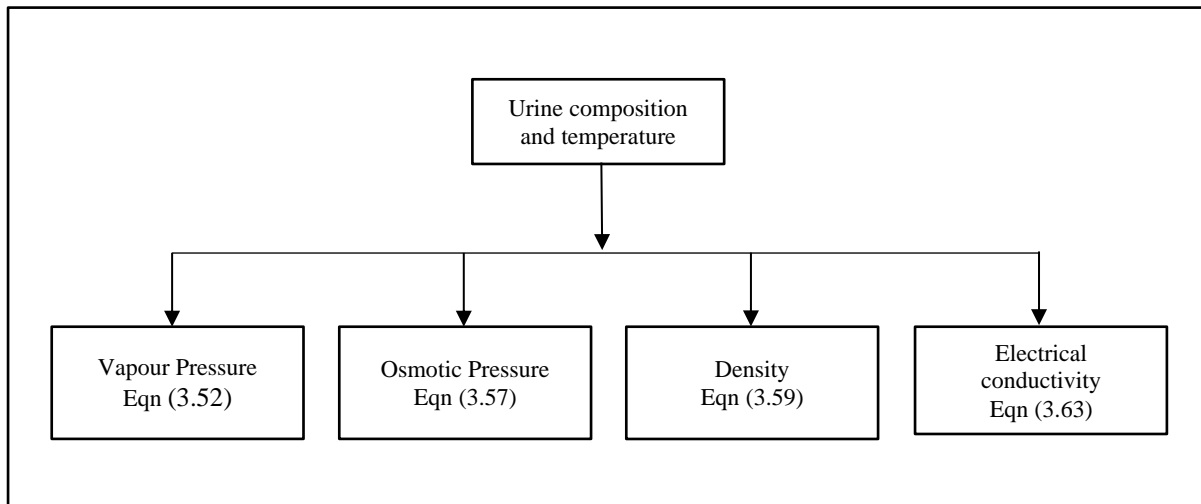 Urine composition
and temperature
Vapour Pressure
Eqn (3.52)
Osmotic Pressure
Eqn (3.57)
Density
Eqn (3.59)
Electrical
conductivity
Eqn (3.63)